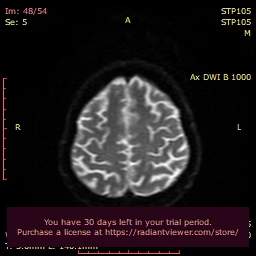 Im: 48/54
Se: 5
A
STP105
STP105
M
Ax DWI B 1000
R
L
You have 30 days left in your trial period.
Purchase a license at https://radiantviewer.com/store/